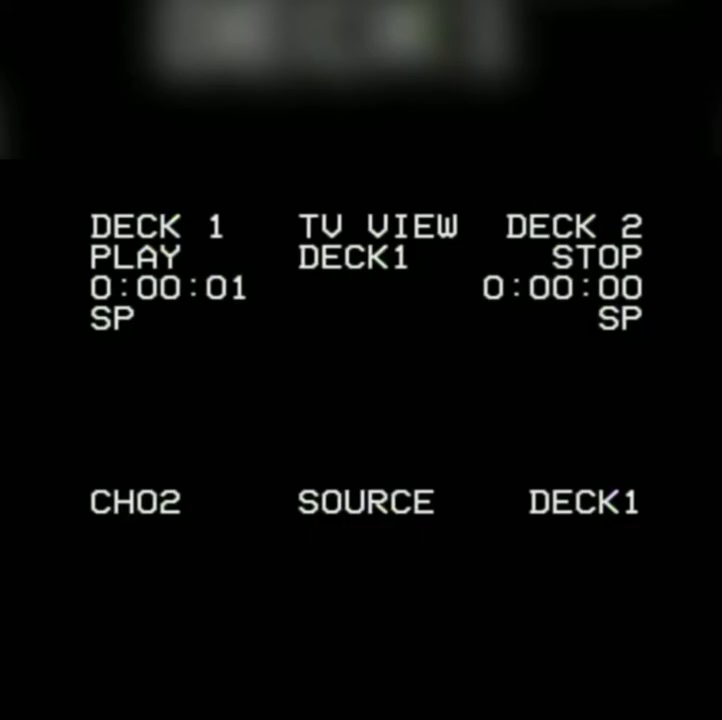 DECK 1 TV VIEW DECK 2
PLAY DECK1 STOP
0:00:01 0:00:00
SP SP
CH02 SOURCE DECK1